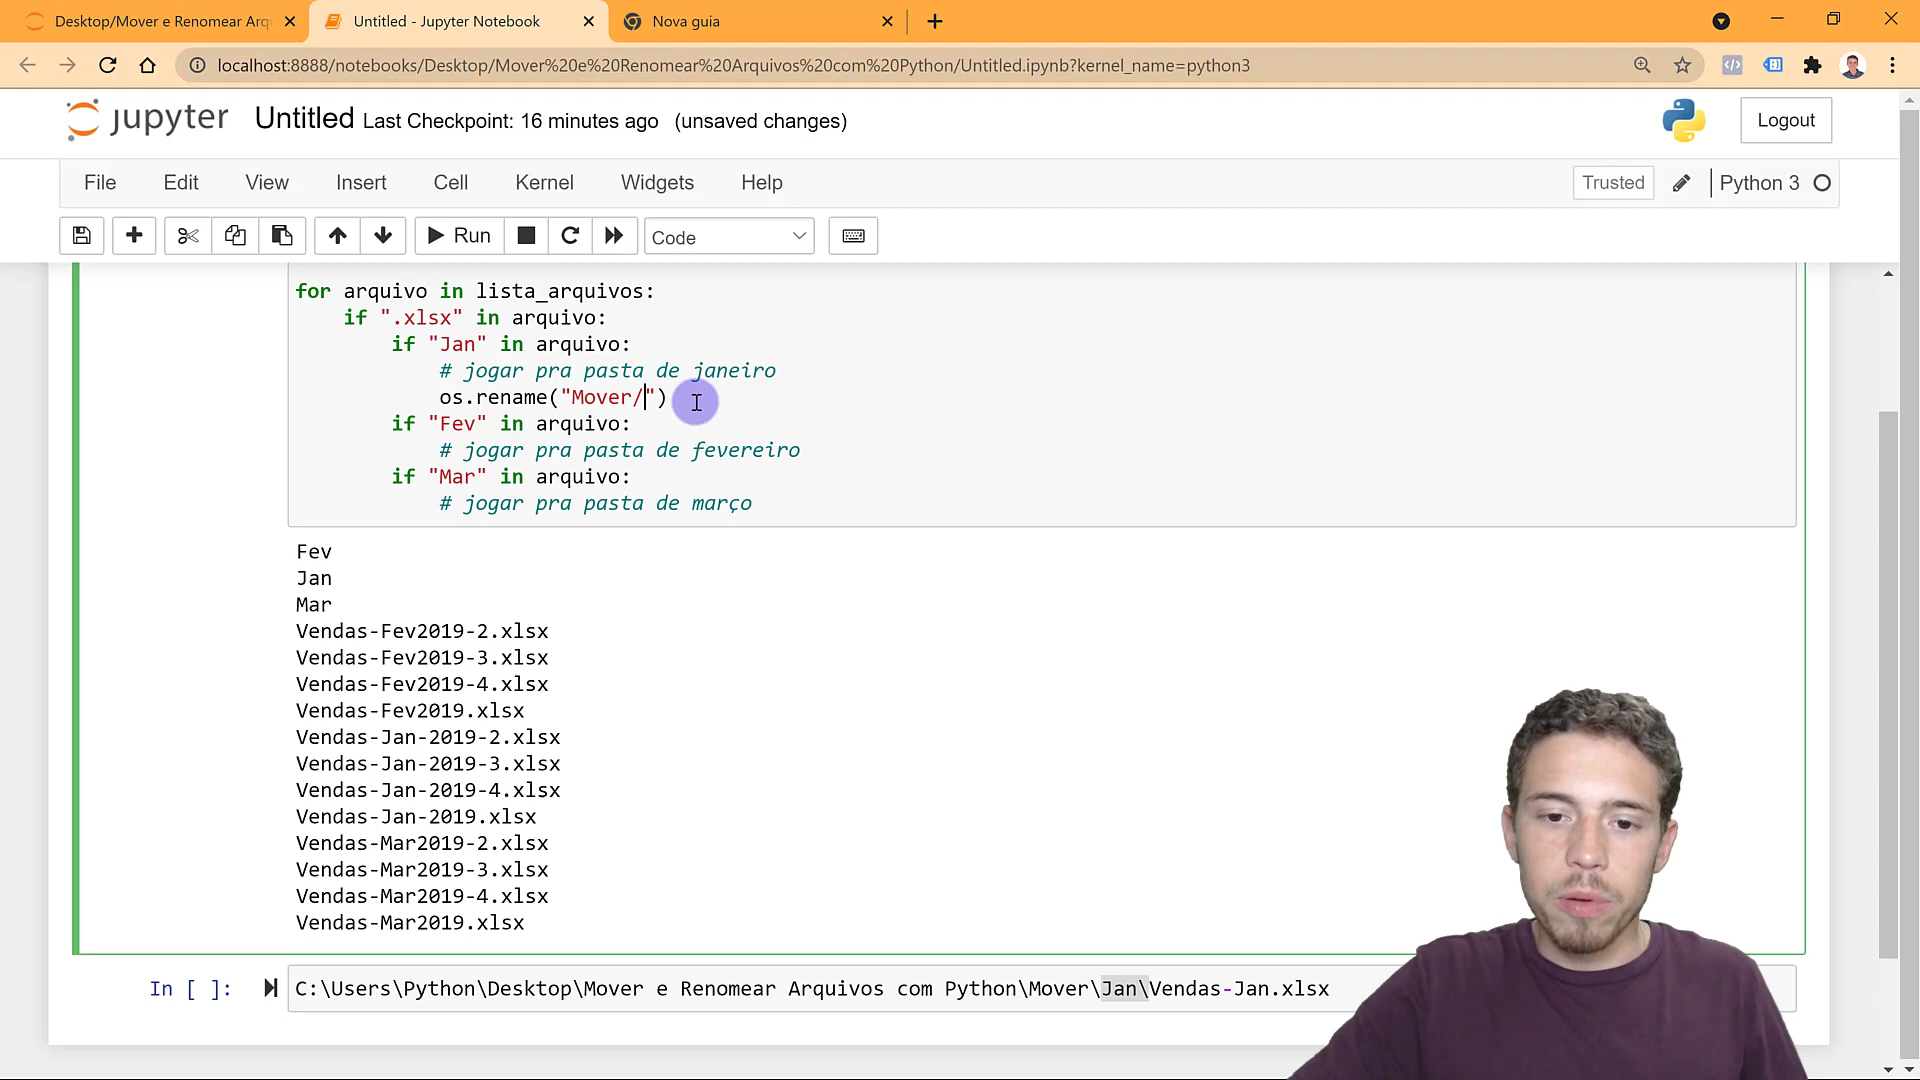 Desktop/Mover e Renomear Arq
Untitled - Jupyter Notebook
Nova guia
localhost:8888/notebooks/Desktop/Mover%20e%20Renomear%20Arquivos%20com%20Python/Untitled.ipynb?kernel_name=python3
jupyter Untitled Last Checkpoint: 16 minutes ago (unsaved changes)
Logout
File Edit View Insert Cell Kernel Widgets Help
Trusted
Python 3
Run
Code
for arquivo in lista_arquivos:
    if ".xlsx" in arquivo:
        if "Jan" in arquivo:
            # jogar pra pasta de janeiro
            os.rename("Mover/")
        if "Fev" in arquivo:
            # jogar pra pasta de fevereiro
        if "Mar" in arquivo:
            # jogar pra pasta de março
Fev
Jan
Mar
Vendas-Fev2019-2.xlsx
Vendas-Fev2019-3.xlsx
Vendas-Fev2019-4.xlsx
Vendas-Fev2019.xlsx
Vendas-Jan-2019-2.xlsx
Vendas-Jan-2019-3.xlsx
Vendas-Jan-2019-4.xlsx
Vendas-Jan-2019.xlsx
Vendas-Mar2019-2.xlsx
Vendas-Mar2019-3.xlsx
Vendas-Mar2019-4.xlsx
Vendas-Mar2019.xlsx
In [ ]: C:\Users\Python\Desktop\Mover e Renomear Arquivos com Python\Mover\Jan\Vendas-Jan.xlsx